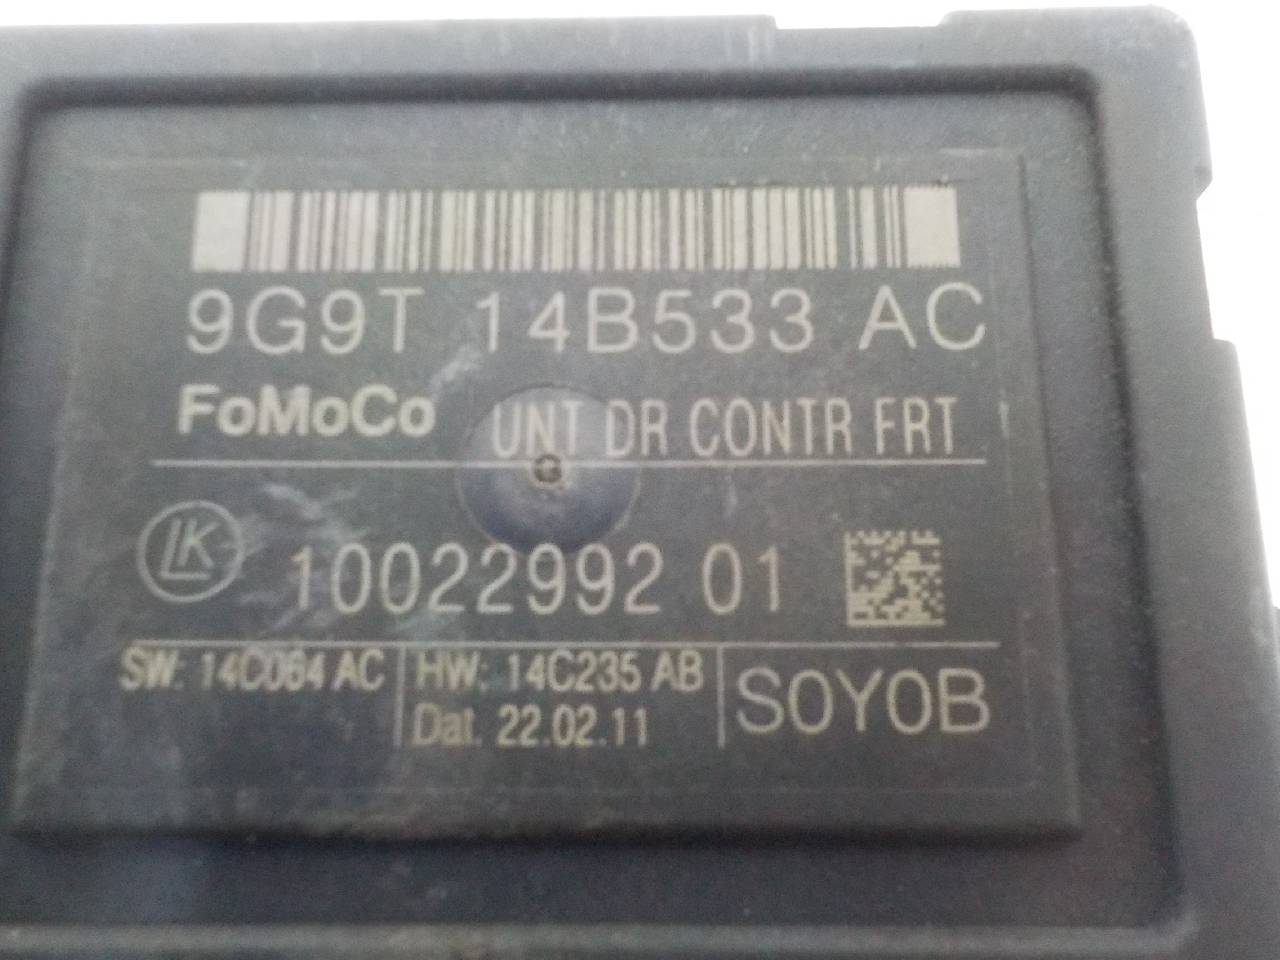 9G9T 14B533 AC
FoMoCo UNT DR CONTR FRT
LK 10022992 01
SW: 14C064 AC HW: 14C235 AB S0Y0B
Dat. 22.02.11